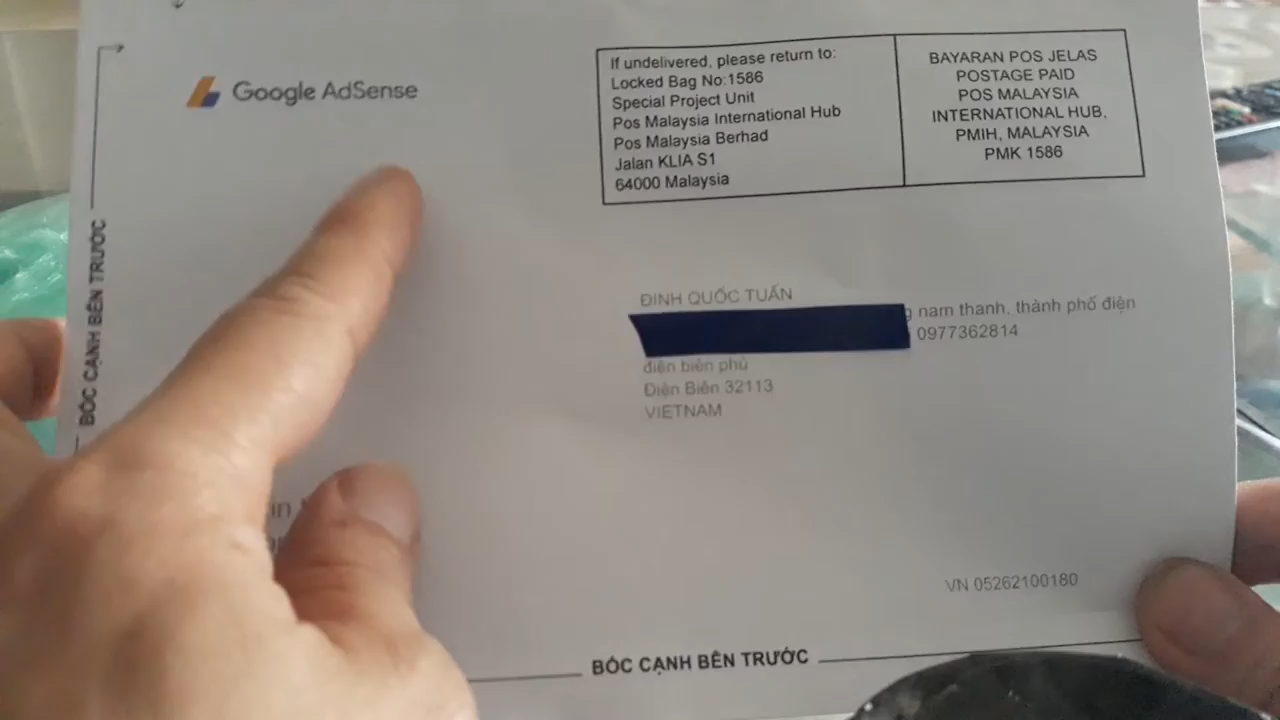 Google AdSense
If undelivered, please return to:
Locked Bag No:1586
Special Project Unit
Pos Malaysia International Hub
Pos Malaysia Berhad
Jalan KLIA S1
64000 Malaysia
BAYARAN POS JELAS
POSTAGE PAID
POS MALAYSIA
INTERNATIONAL HUB,
PMIH, MALAYSIA
PMK 1586
ĐINH QUỐC TUẤN
nam thanh, thành phố điện
0977362814
điện biên phủ
Điện Biên 32113
VIETNAM
VN 05262100180
BÓC CẠNH BÊN TRƯỚC
BÓC CẠNH BÊN TRƯỚC